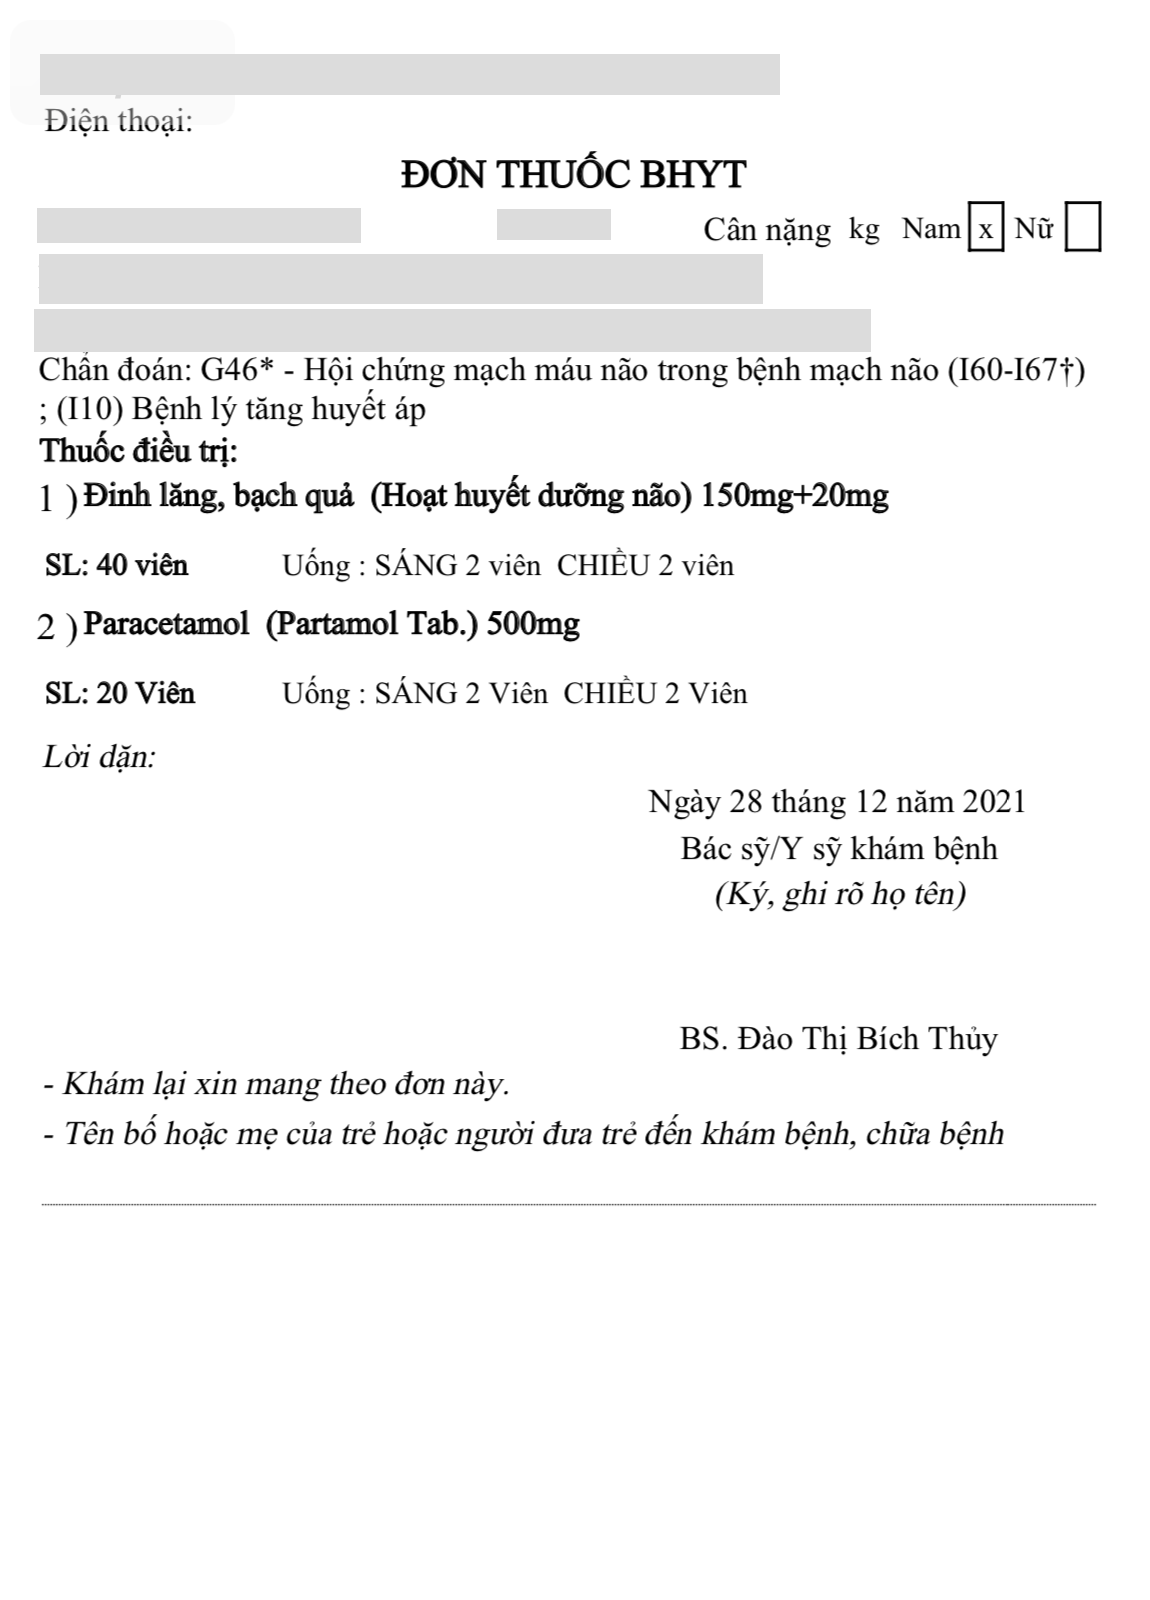 Điện thoại:
ĐƠN THUỐC BHYT
Cân nặng kg Nam x Nữ
Chẩn đoán: G46* - Hội chứng mạch máu não trong bệnh mạch não (I60-I67†)
; (I10) Bệnh lý tăng huyết áp
Thuốc điều trị:
1 ) Đinh lăng, bạch quả (Hoạt huyết dưỡng não) 150mg+20mg
SL: 40 viên Uống : SÁNG 2 viên CHIỀU 2 viên
2 ) Paracetamol (Partamol Tab.) 500mg
SL: 20 Viên Uống : SÁNG 2 Viên CHIỀU 2 Viên
Lời dặn:
Ngày 28 tháng 12 năm 2021
Bác sỹ/Y sỹ khám bệnh
(Ký, ghi rõ họ tên)
BS. Đào Thị Bích Thủy
- Khám lại xin mang theo đơn này.
- Tên bố hoặc mẹ của trẻ hoặc người đưa trẻ đến khám bệnh, chữa bệnh